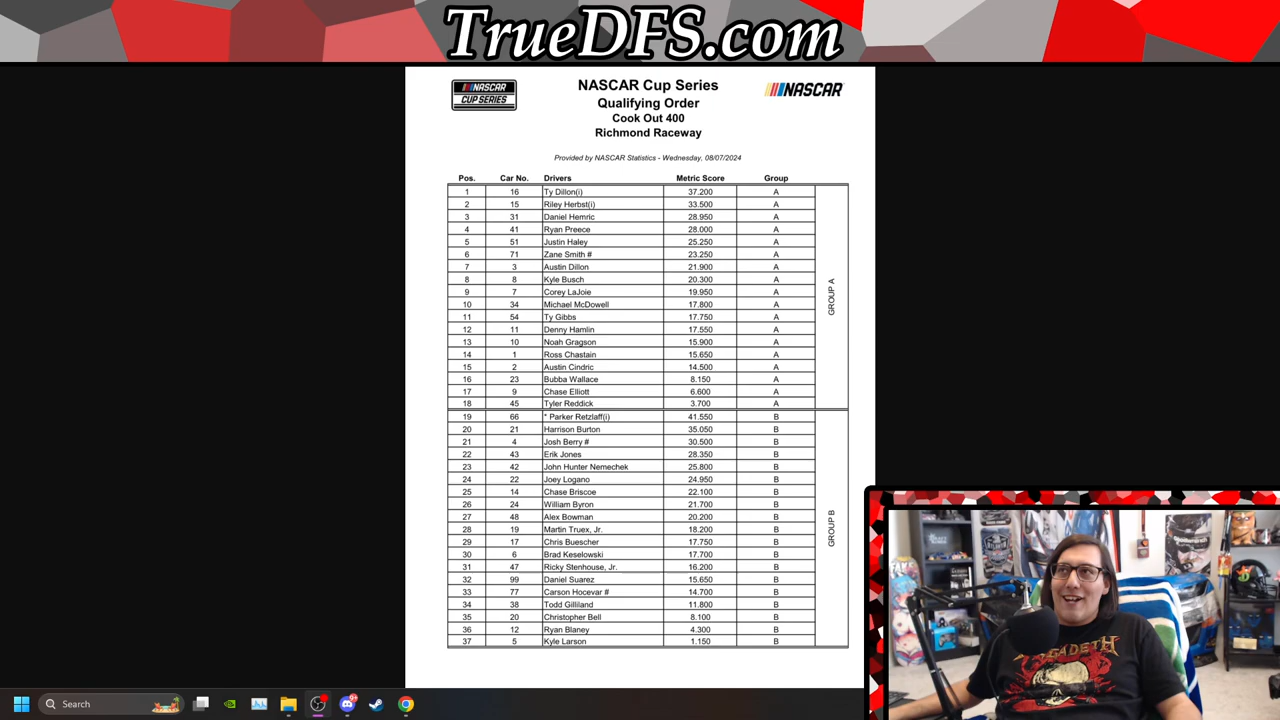 TrueDFS.com
NASCAR
CUP SERIES
NASCAR Cup Series
NASCAR
Qualifying Order
Cook Out 400
Richmond Raceway
Provided by NASCAR Statistics - Wednesday, 08/07/2024
Pos. Car No. Drivers Metric Score Group
1 16 Ty Dillon(i) 37.200 A
2 15 Riley Herbst(i) 33.500 A
3 31 Daniel Hemric 28.950 A
4 41 Ryan Preece 28.000 A
5 51 Justin Haley 25.250 A
6 71 Zane Smith # 23.250 A
7 3 Austin Dillon 21.900 A
8 8 Kyle Busch 20.300 A
9 7 Corey LaJoie 19.950 A
10 34 Michael McDowell 17.800 A
11 54 Ty Gibbs 17.750 A
12 11 Denny Hamlin 17.550 A
13 10 Noah Gragson 15.900 A
14 1 Ross Chastain 15.650 A
15 2 Austin Cindric 14.500 A
16 23 Bubba Wallace 8.150 A
17 9 Chase Elliott 6.600 A
18 45 Tyler Reddick 3.700 A
GROUP A
19 66 * Parker Retzlaff(i) 41.550 B
20 21 Harrison Burton 35.050 B
21 4 Josh Berry # 30.500 B
22 43 Erik Jones 28.350 B
23 42 John Hunter Nemechek 25.800 B
24 22 Joey Logano 24.950 B
25 14 Chase Briscoe 22.100 B
26 24 William Byron 21.700 B
27 48 Alex Bowman 20.200 B
28 19 Martin Truex, Jr. 18.200 B
29 17 Chris Buescher 17.750 B
30 6 Brad Keselowski 17.700 B
31 47 Ricky Stenhouse, Jr. 16.200 B
32 99 Daniel Suarez 15.650 B
33 77 Carson Hocevar # 14.700 B
34 38 Todd Gilliland 11.800 B
35 20 Christopher Bell 8.100 B
36 12 Ryan Blaney 4.300 B
37 5 Kyle Larson 1.150 B
GROUP B
MEGADETH
Search
9+